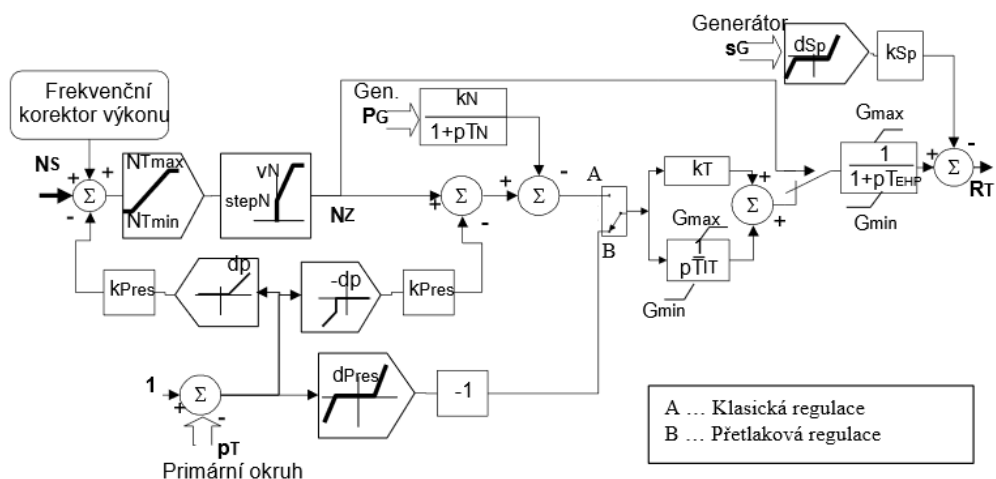 Generátor
sG
dSp
kSp
Frekvenční
korektor výkonu
Gen.
PG
kN
1+pTN
Gmax
NS
+
+
-
Σ
NTmax
NTmin
vN
stepN
NZ
+
-
Σ
+
-
Σ
A
B
kT
Gmax
1
pTIT
Gmin
+
+
Σ
1
1+pTEHP
Gmin
+
-
Σ
RT
kPres
dp
-dp
kPres
1
+
-
Σ
dPres
-1
pT
Primární okruh
A … Klasická regulace
B … Přetlaková regulace